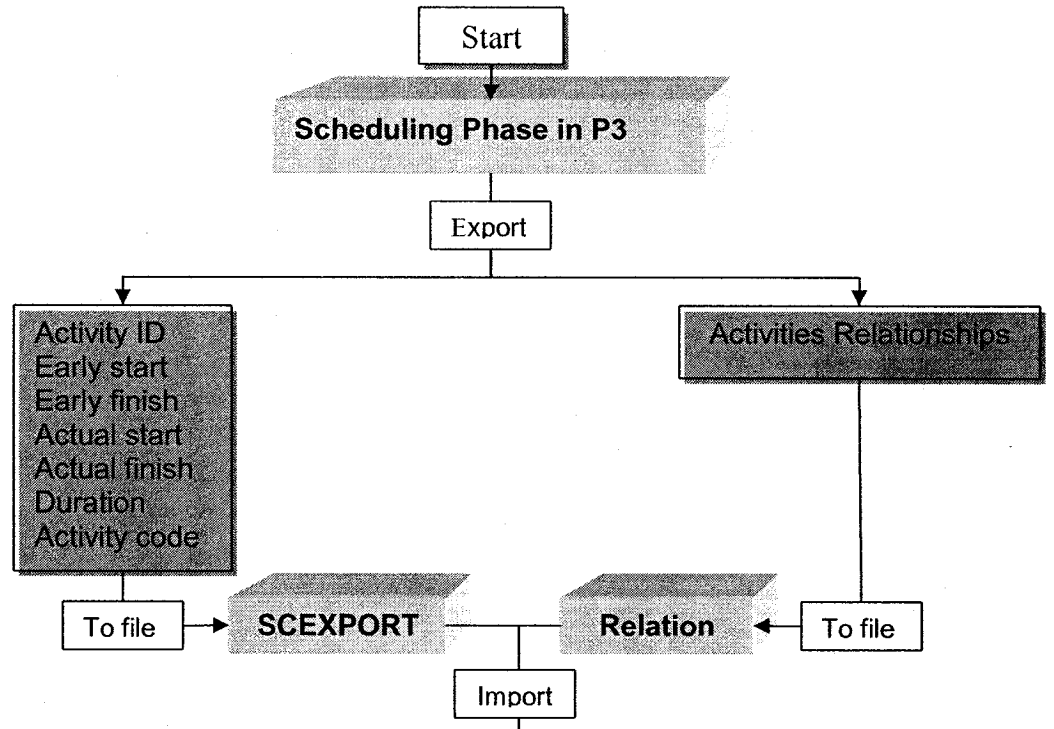 Start
Scheduling Phase in P3
Export
Activity ID
Early start
Early finish
Actual start
Actual finish
Duration
Activity code
Activities Relationships
To file
SCEXPORT
Relation
To file
Import